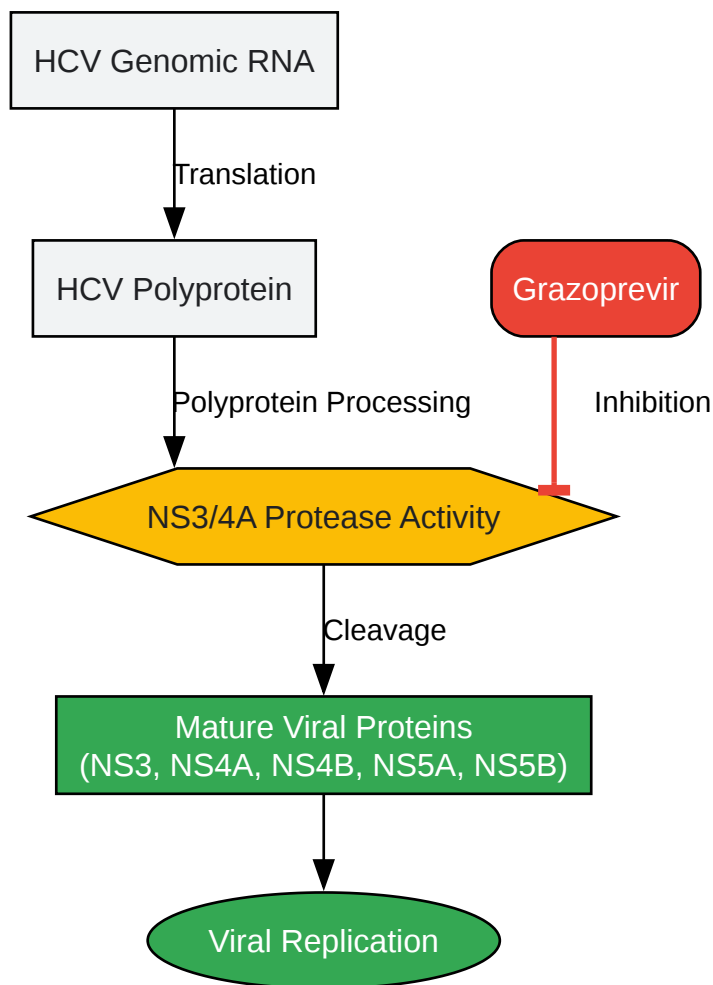 HCV Genomic RNA
Translation
HCV Polyprotein
Grazoprevir
Polyprotein Processing
Inhibition
NS3/4A Protease Activity
Cleavage
Mature Viral Proteins
(NS3, NS4A, NS4B, NS5A, NS5B)
Viral Replication